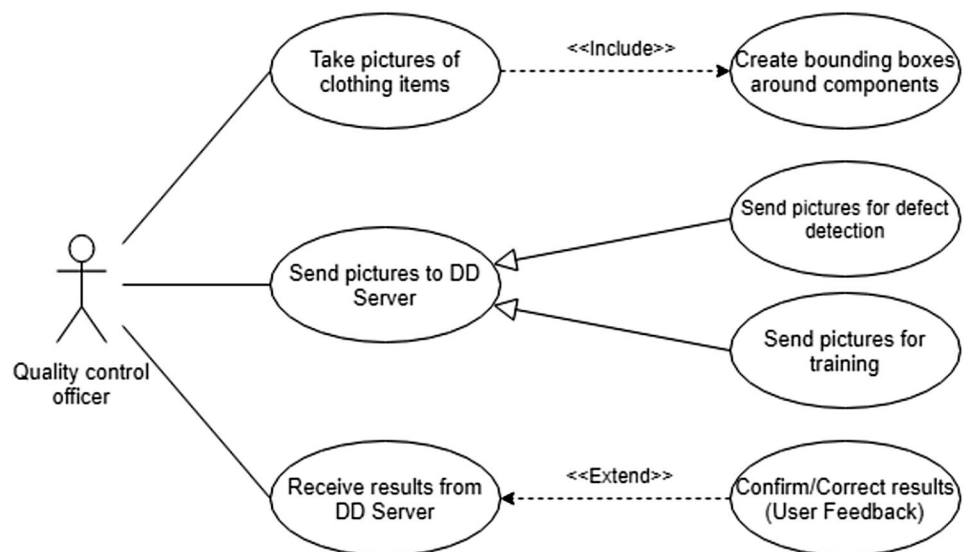 Take pictures of
clothing items
<<Include>>
Create bounding boxes
around components
Send pictures for defect
detection
Send pictures to DD
Server
Send pictures for
training
Quality control
officer
Receive results from
DD Server
<<Extend>>
Confirm/Correct results
(User Feedback)